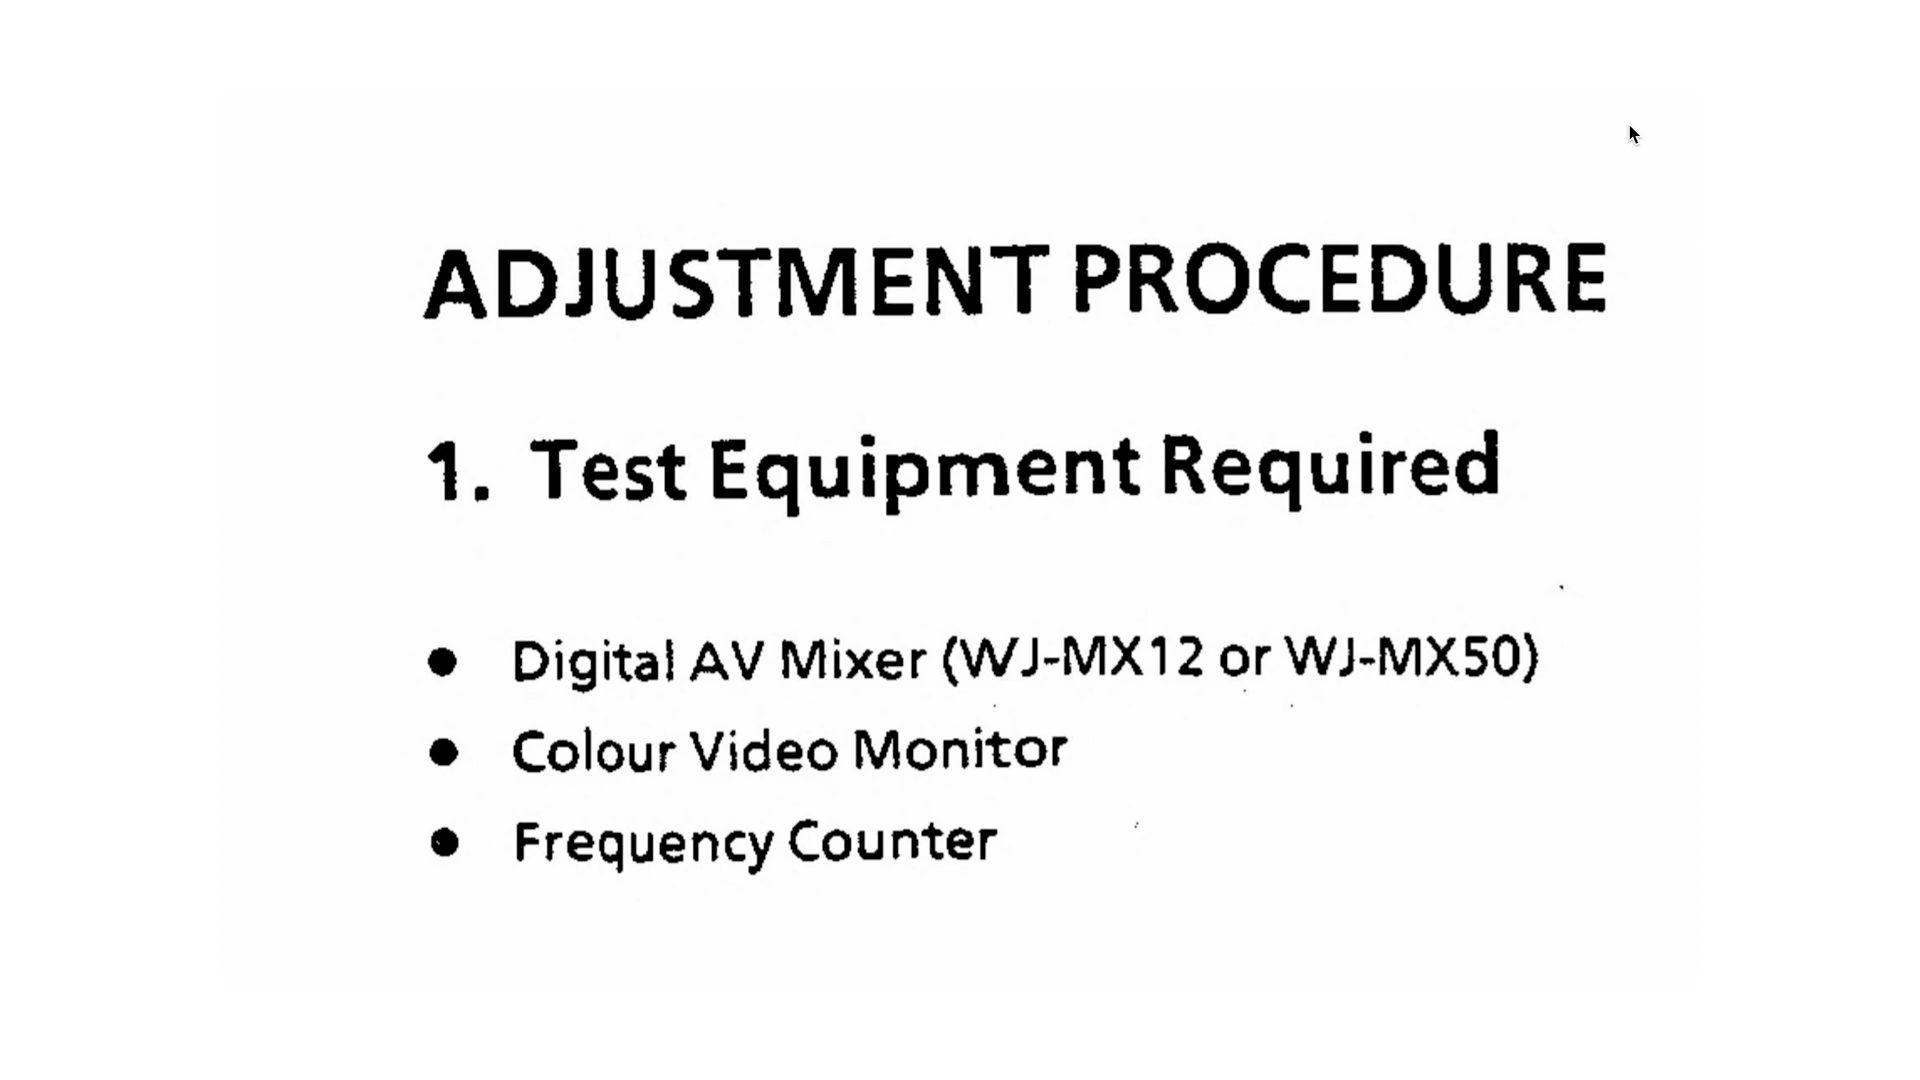 ADJUSTMENT PROCEDURE
1. Test Equipment Required
● Digital AV Mixer (WJ-MX12 or WJ-MX50)
● Colour Video Monitor
● Frequency Counter